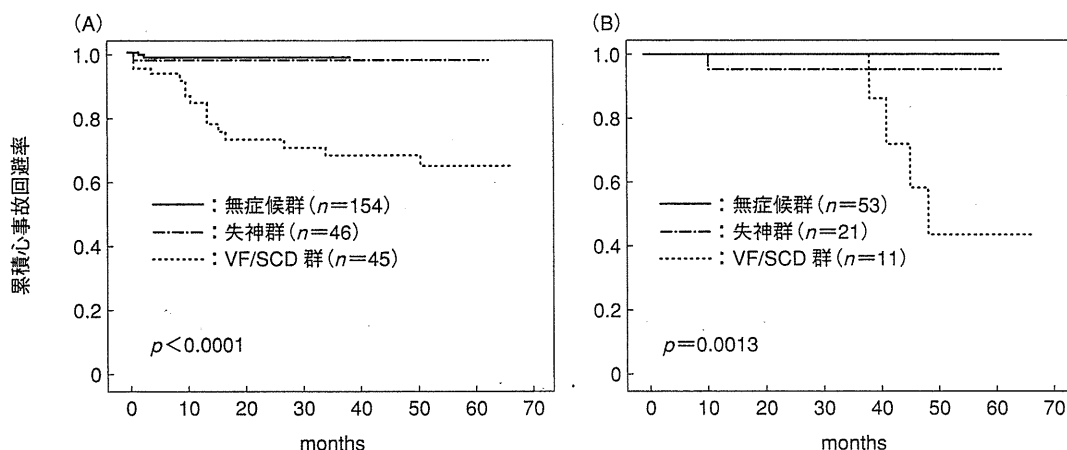 (A)
1.0
0.8
0.6
0.4
0.2
0
累積心事故回避率
:無症候群(n=154)
:失神群(n=46)
:VF/SCD 群(n=45)
p<0.0001
0 10 20 30 40 50 60 70
months
(B)
1.0
0.8
0.6
0.4
0.2
0
:無症候群(n=53)
:失神群(n=21)
:VF/SCD 群(n=11)
p=0.0013
0 10 20 30 40 50 60 70
months